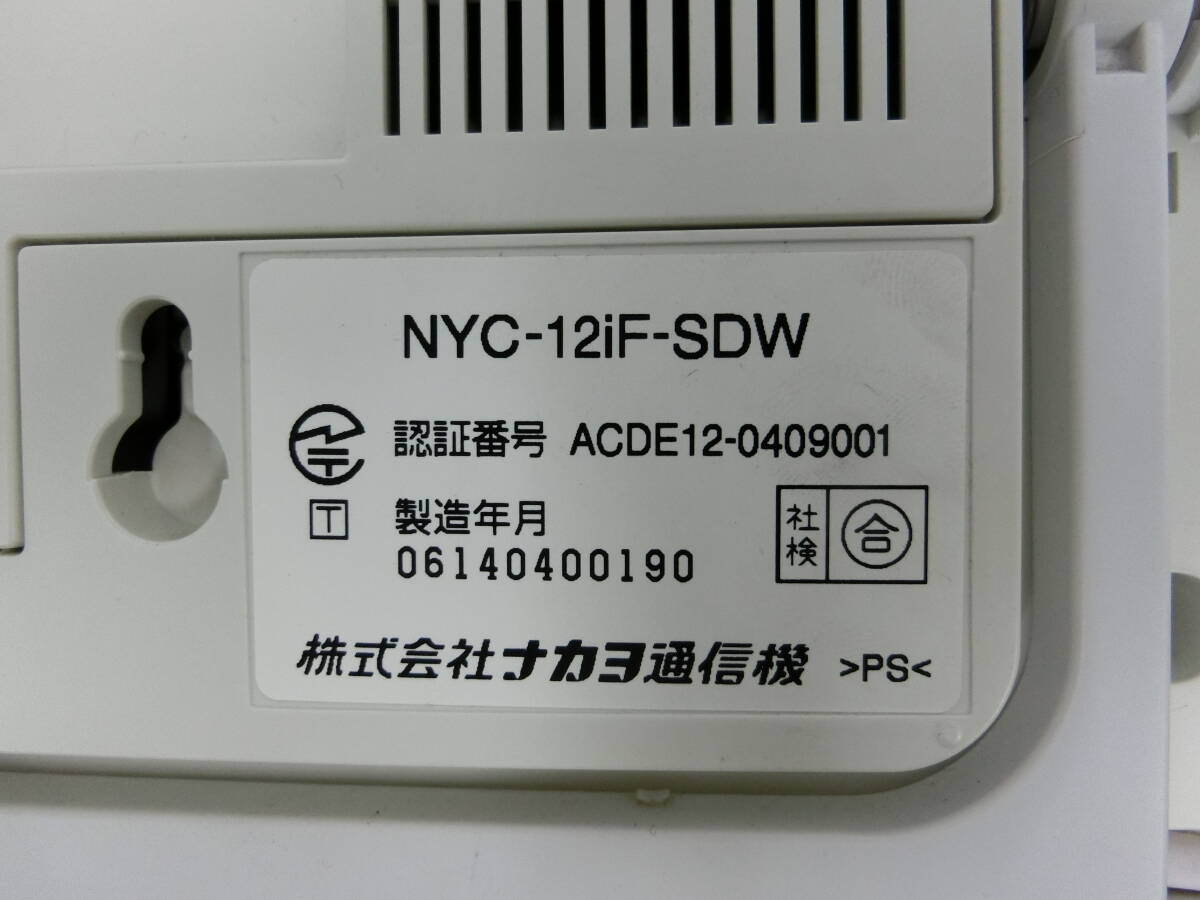 NYC-12iF-SDW
認証番号 ACDE12-0409001
T 製造年月
06140400190
社検 合
株式会社ナカヨ通信機 >PS<